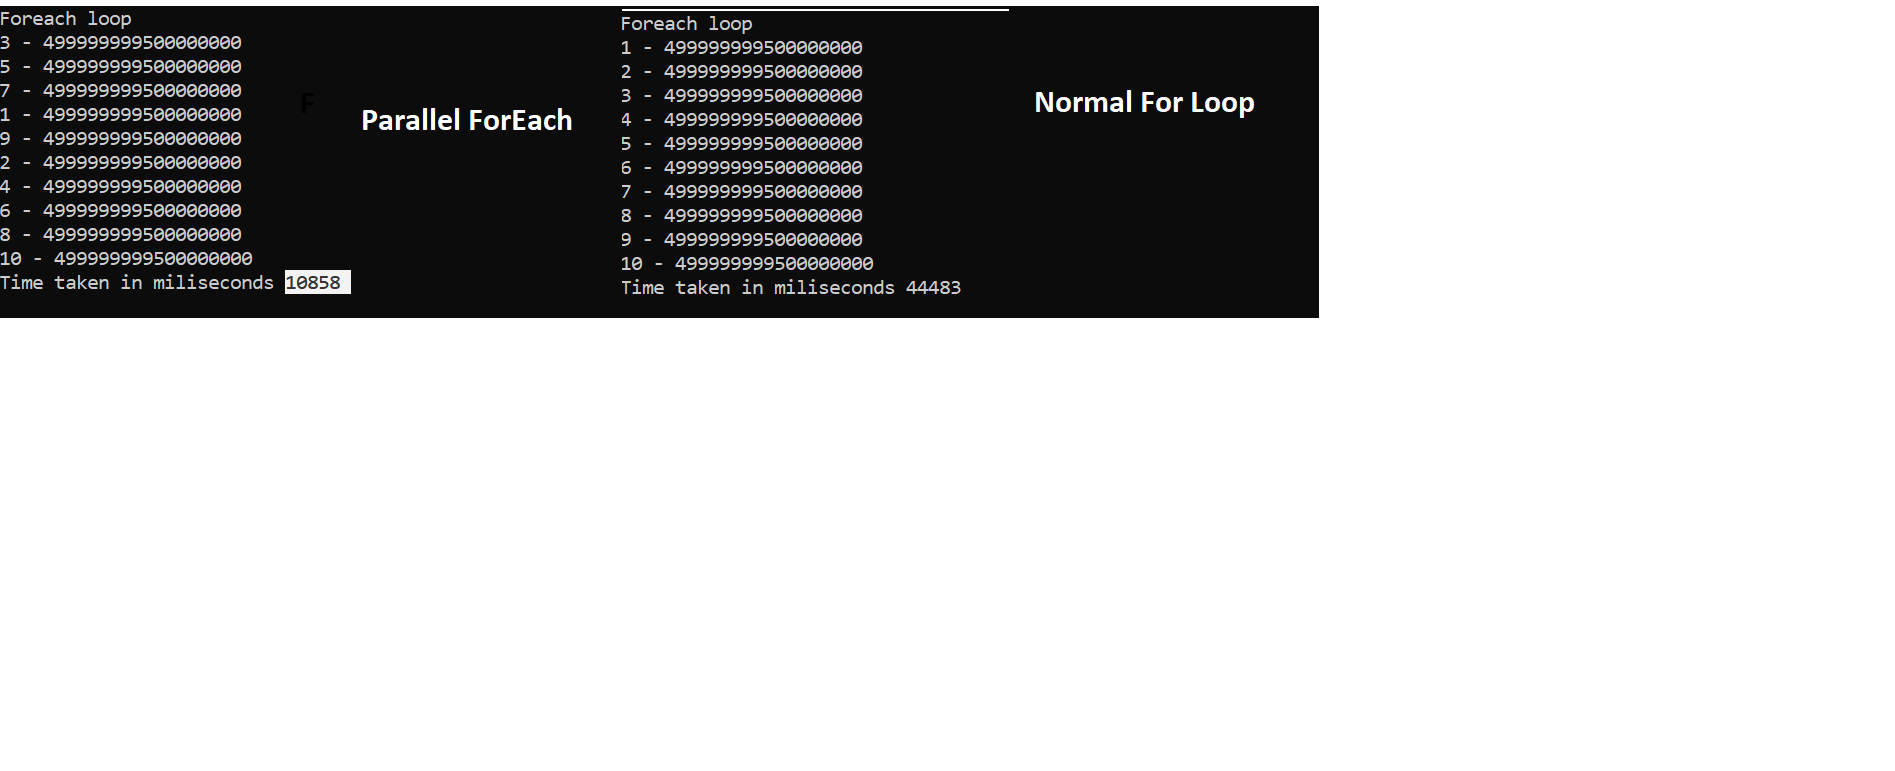 Foreach loop
3 - 499999999500000000
5 - 499999999500000000
7 - 499999999500000000
1 - 499999999500000000
9 - 499999999500000000
2 - 499999999500000000
4 - 499999999500000000
6 - 499999999500000000
8 - 499999999500000000
10 - 499999999500000000
Time taken in miliseconds 10858
F
Parallel ForEach
Foreach loop
1 - 499999999500000000
2 - 499999999500000000
3 - 499999999500000000
4 - 499999999500000000
5 - 499999999500000000
6 - 499999999500000000
7 - 499999999500000000
8 - 499999999500000000
9 - 499999999500000000
10 - 499999999500000000
Time taken in miliseconds 44483
Normal For Loop